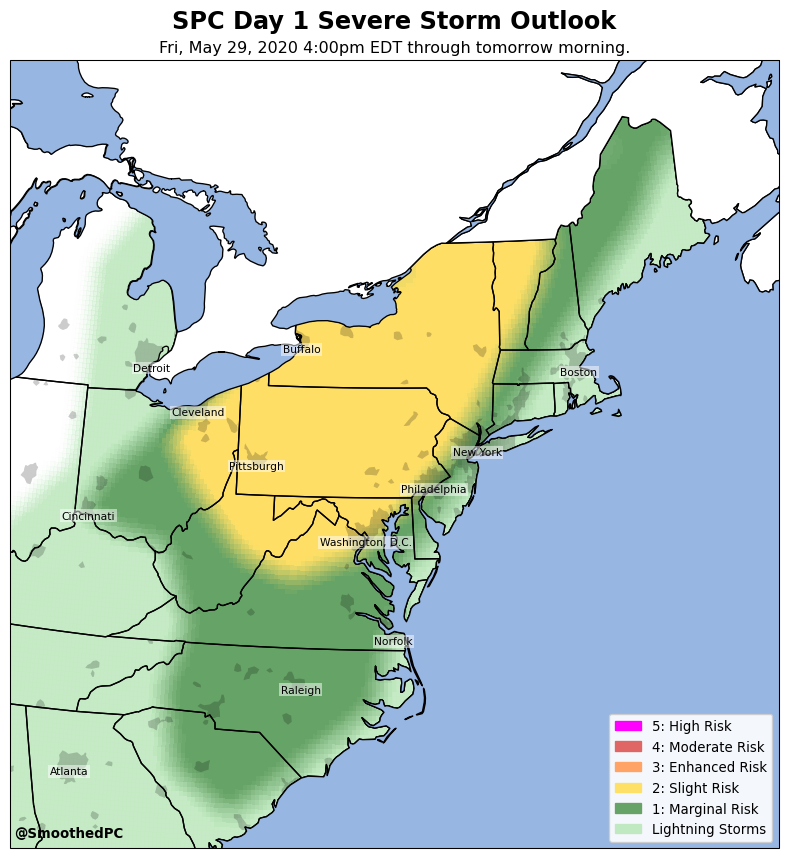 SPC Day 1 Severe Storm Outlook
Fri, May 29, 2020 4:00pm EDT through tomorrow morning.
Buffalo
Detroit
Boston
Cleveland
New York
Pittsburgh
Philadelphia
Cincinnati
Washington, D.C.
Norfolk
Raleigh
Atlanta
5: High Risk
4: Moderate Risk
3: Enhanced Risk
2: Slight Risk
1: Marginal Risk
Lightning Storms
@SmoothedPC